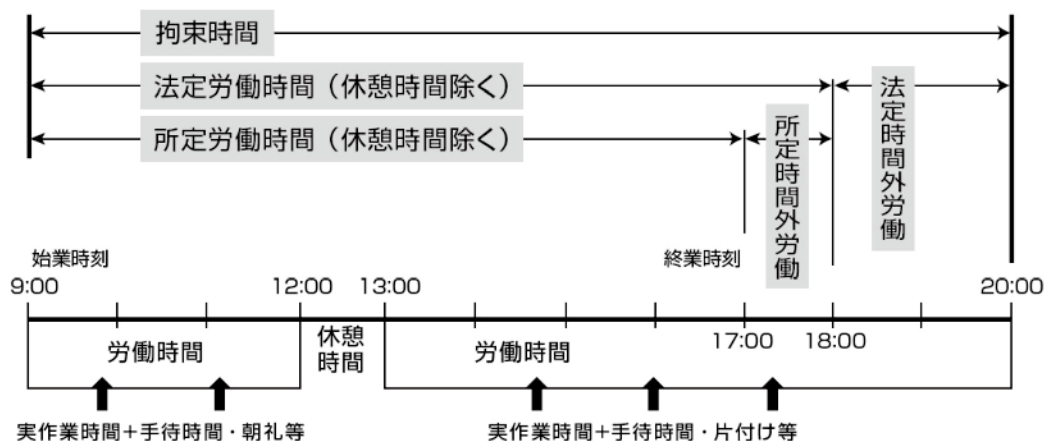 拘束時間
法定労働時間（休憩時間除く）
法定時間外労働
所定労働時間（休憩時間除く）
所定時間外労働
始業時刻
終業時刻
9:00
12:00
13:00
20:00
労働時間
休憩
時間
労働時間
17:00
18:00
実作業時間+手待時間・朝礼等
実作業時間+手待時間・片付け等